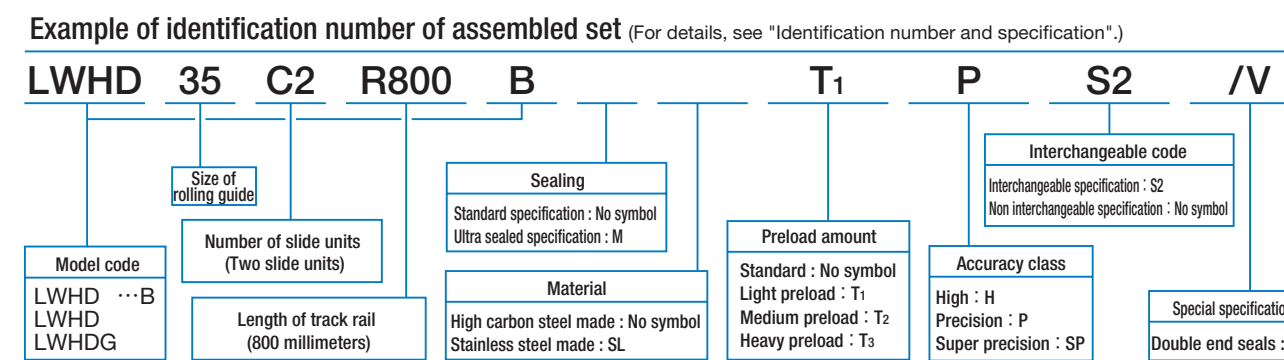 Example of identification number of assembled set (For details, see "Identification number and specification".)
LWHD 35 C2 R800 B T1 P S2 /V
Size of
rolling guide
Model code
LWHD …B
LWHD
LWHDG
Number of slide units
(Two slide units)
Length of track rail
(800 millimeters)
Sealing
Standard specification : No symbol
Ultra sealed specification : M
Material
High carbon steel made : No symbol
Stainless steel made : SL
Preload amount
Standard : No symbol
Light preload : T1
Medium preload : T2
Heavy preload : T3
Interchangeable code
Interchangeable specification : S2
Non interchangeable specification : No symbol
Accuracy class
High : H
Precision : P
Super precision : SP
Special specificatio
Double end seals :